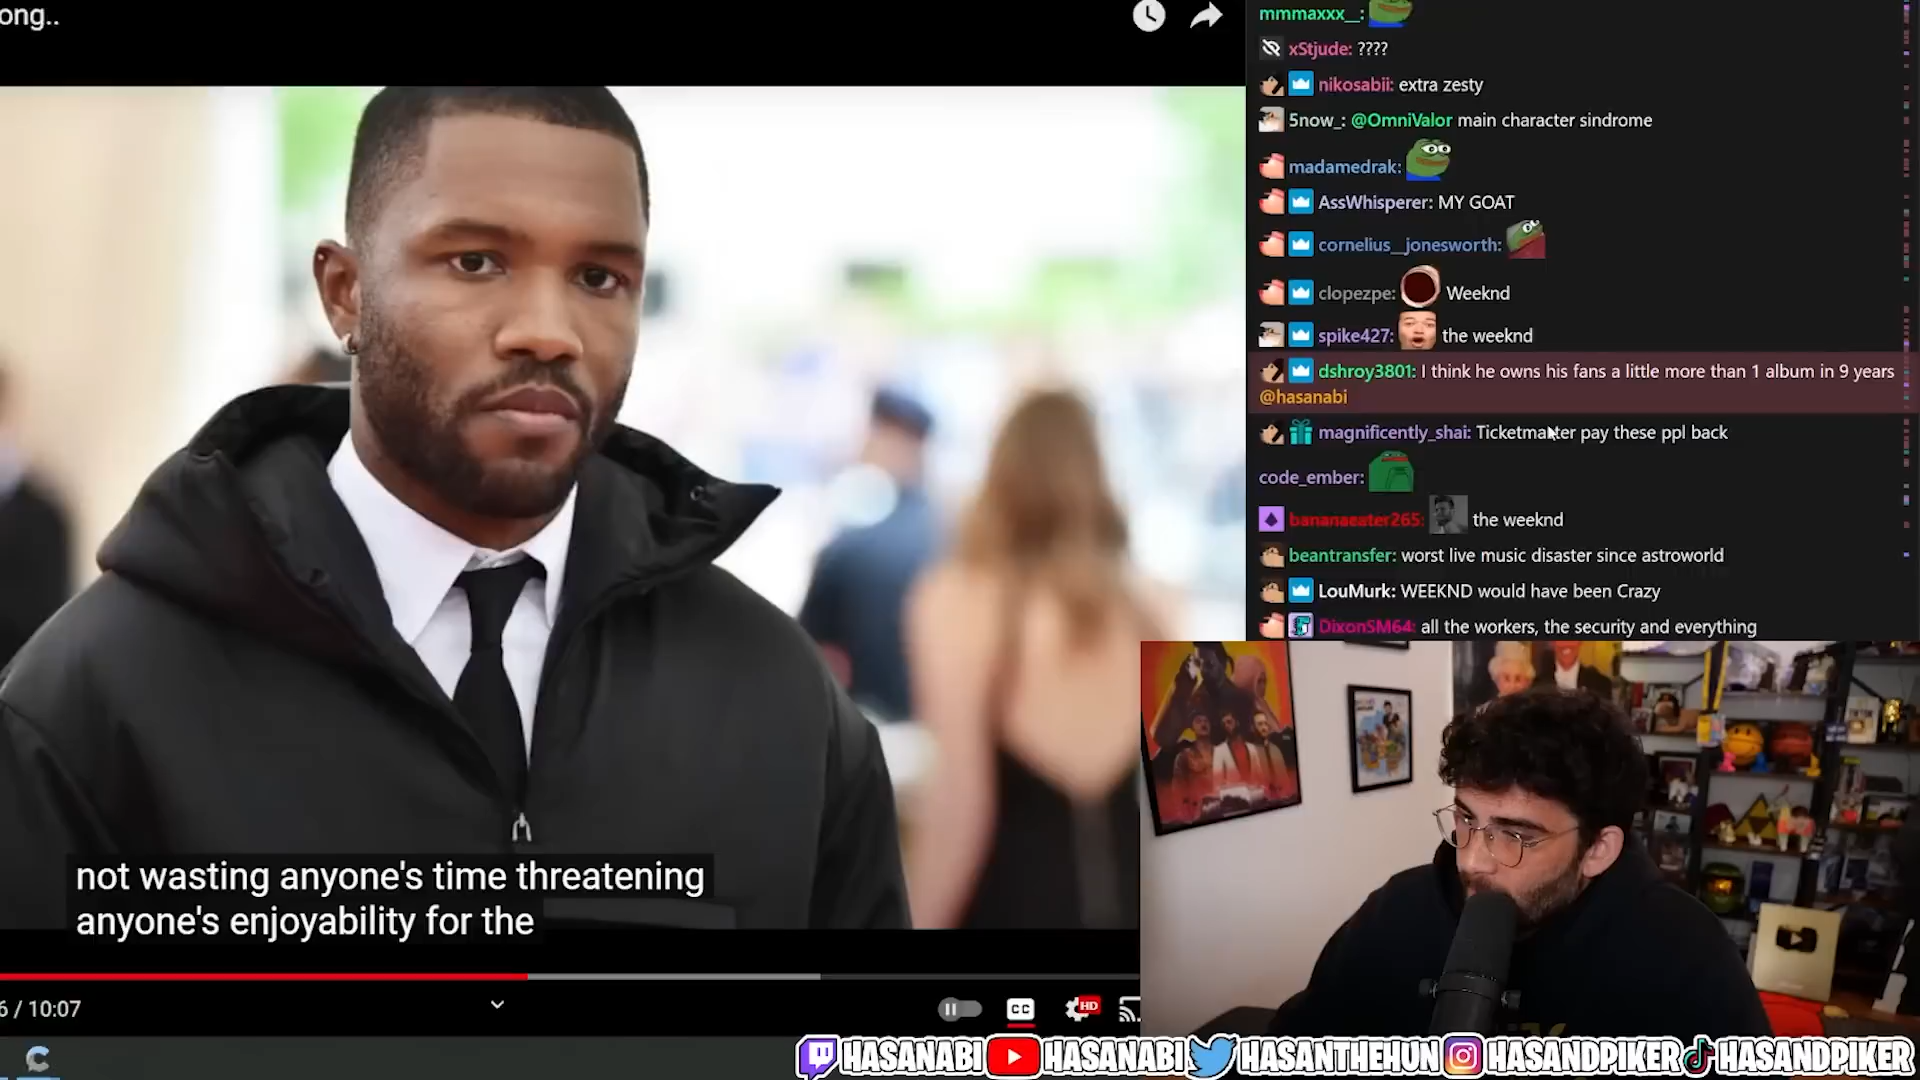 ong..
mmmaxxx__:
xStjude: ????
nikosabii: extra zesty
5now_: @OmniValor main character sindrome
madamedrak:
AssWhisperer: MY GOAT
cornelius__jonesworth:
clopezpe: Weeknd
spike427: the weeknd
dshroy3801: I think he owns his fans a little more than 1 album in 9 years
@hasanabi
magnificently_shai: Ticketmaster pay these ppl back
code_ember:
bananaeater265: the weeknd
beantransfer: worst live music disaster since astroworld
LouMurk: WEEKND would have been Crazy
DixonSM64: all the workers, the security and everything
not wasting anyone's time threatening
anyone's enjoyability for the
6 / 10:07
CC
HD
HASANABI HASANABI HASANTHEHUN HASANDPIKER HASANDPIKER